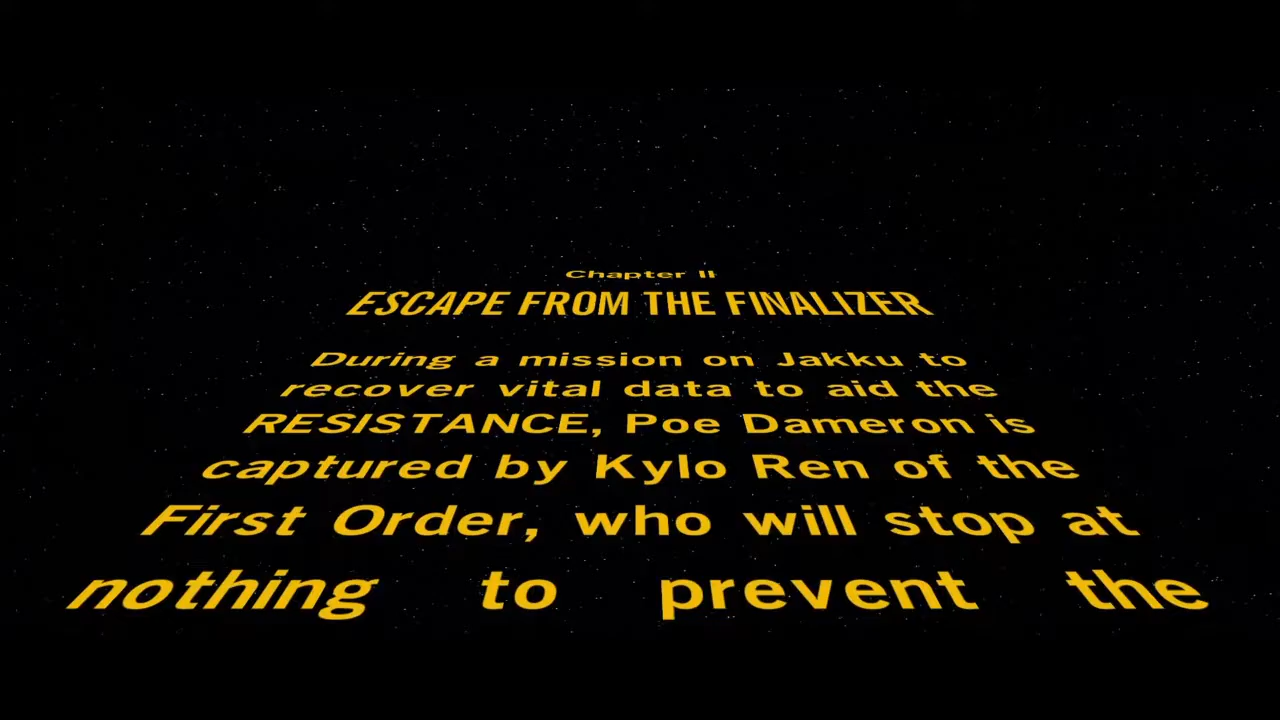 Chapter II
ESCAPE FROM THE FINALIZER
During a mission on Jakku to
recover vital data to aid the
RESISTANCE, Poe Dameron is
captured by Kylo Ren of the
First Order, who will stop at
nothing to prevent the